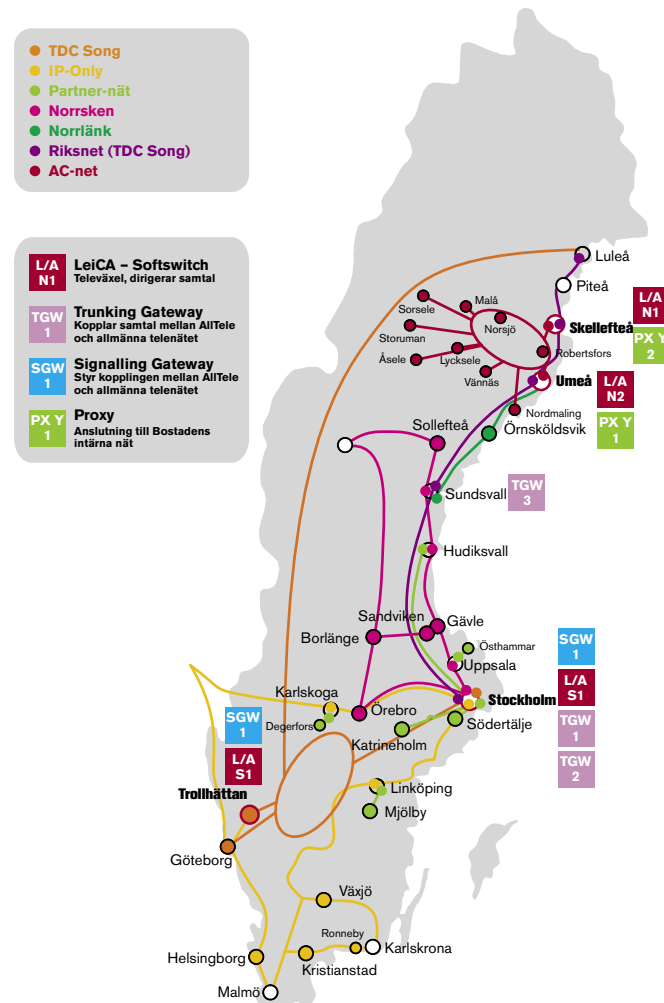 TDC Song
IP-Only
Partner-nät
Norrsken
Norrlänk
Riksnet (TDC Song)
AC-net
L/A
N1
LeiCA – Softswitch
Televäxel, dirigerar samtal
TGW
1
Trunking Gateway
Kopplar samtal mellan AllTele
och allmänna telenätet
SGW
1
Signalling Gateway
Styr kopplingen mellan AllTele
och allmänna telenätet
PX Y
1
Proxy
Anslutning till Bostadens
intärna nät
Luleå
Piteå
L/A
N1
Skellefteå
PX Y
2
Malå
Sorsele
Norsjö
Storuman
Robertsfors
Åsele
Lycksele
Vännäs
Umeå
L/A
N2
PX Y
1
Nordmaling
Örnsköldsvik
Sollefteå
Sundsvall
TGW
3
Hudiksvall
Sandviken
Gävle
Borlänge
Östhammar
Uppsala
SGW
1
L/A
S1
Stockholm
TGW
1
TGW
2
Karlskoga
Örebro
Degerfors
Södertälje
Katrineholm
SGW
1
L/A
S1
Trollhättan
Linköping
Mjölby
Göteborg
Växjö
Ronneby
Karlskrona
Helsingborg
Kristianstad
Malmö